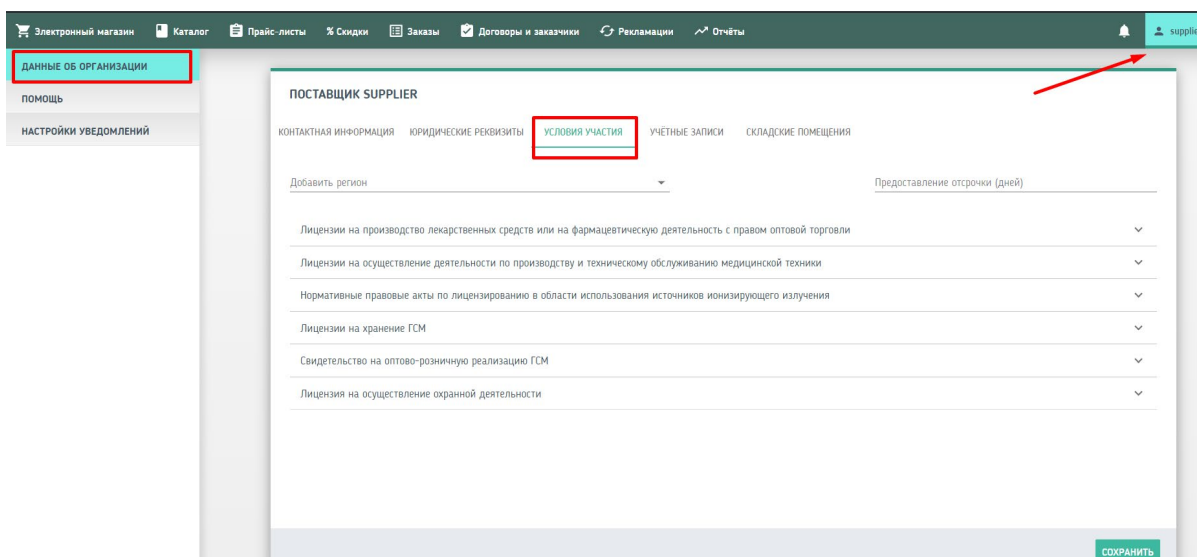 Электронный магазин Каталог Прайс-листы % Скидки Заказы Договоры и заказчики Рекламации Отчёты supplie
ДАННЫЕ ОБ ОРГАНИЗАЦИИ
ПОМОЩЬ
НАСТРОЙКИ УВЕДОМЛЕНИЙ
ПОСТАВЩИК SUPPLIER
КОНТАКТНАЯ ИНФОРМАЦИЯ ЮРИДИЧЕСКИЕ РЕКВИЗИТЫ УСЛОВИЯ УЧАСТИЯ УЧЁТНЫЕ ЗАПИСИ СКЛАДСКИЕ ПОМЕЩЕНИЯ
Добавить регион Предоставление отсрочки (дней)
Лицензии на производство лекарственных средств или на фармацевтическую деятельность с правом оптовой торговли
Лицензии на осуществление деятельности по производству и техническому обслуживанию медицинской техники
Нормативные правовые акты по лицензированию в области использования источников ионизирующего излучения
Лицензии на хранение ГСМ
Свидетельство на оптово-розничную реализацию ГСМ
Лицензия на осуществление охранной деятельности
СОХРАНИТЬ